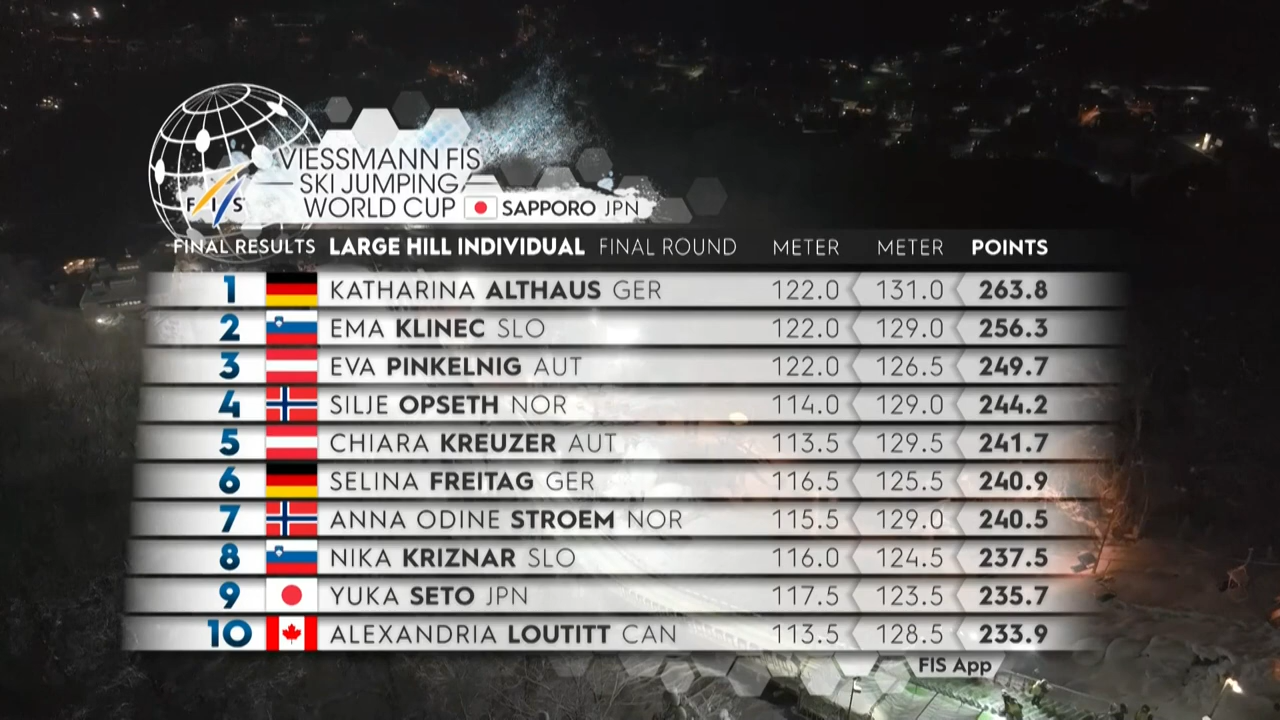 FIS
VIESSMANN FIS
SKI JUMPING
WORLD CUP SAPPORO JPN
FINAL RESULTS LARGE HILL INDIVIDUAL FINAL ROUND METER METER POINTS
1 KATHARINA ALTHAUS GER 122.0 131.0 263.8
2 EMA KLINEC SLO 122.0 129.0 256.3
3 EVA PINKELNIG AUT 122.0 126.5 249.7
4 SILJE OPSETH NOR 114.0 129.0 244.2
5 CHIARA KREUZER AUT 113.5 129.5 241.7
6 SELINA FREITAG GER 116.5 125.5 240.9
7 ANNA ODINE STROEM NOR 115.5 129.0 240.5
8 NIKA KRIZNAR SLO 116.0 124.5 237.5
9 YUKA SETO JPN 117.5 123.5 235.7
10 ALEXANDRIA LOUTITT CAN 113.5 128.5 233.9
FIS App